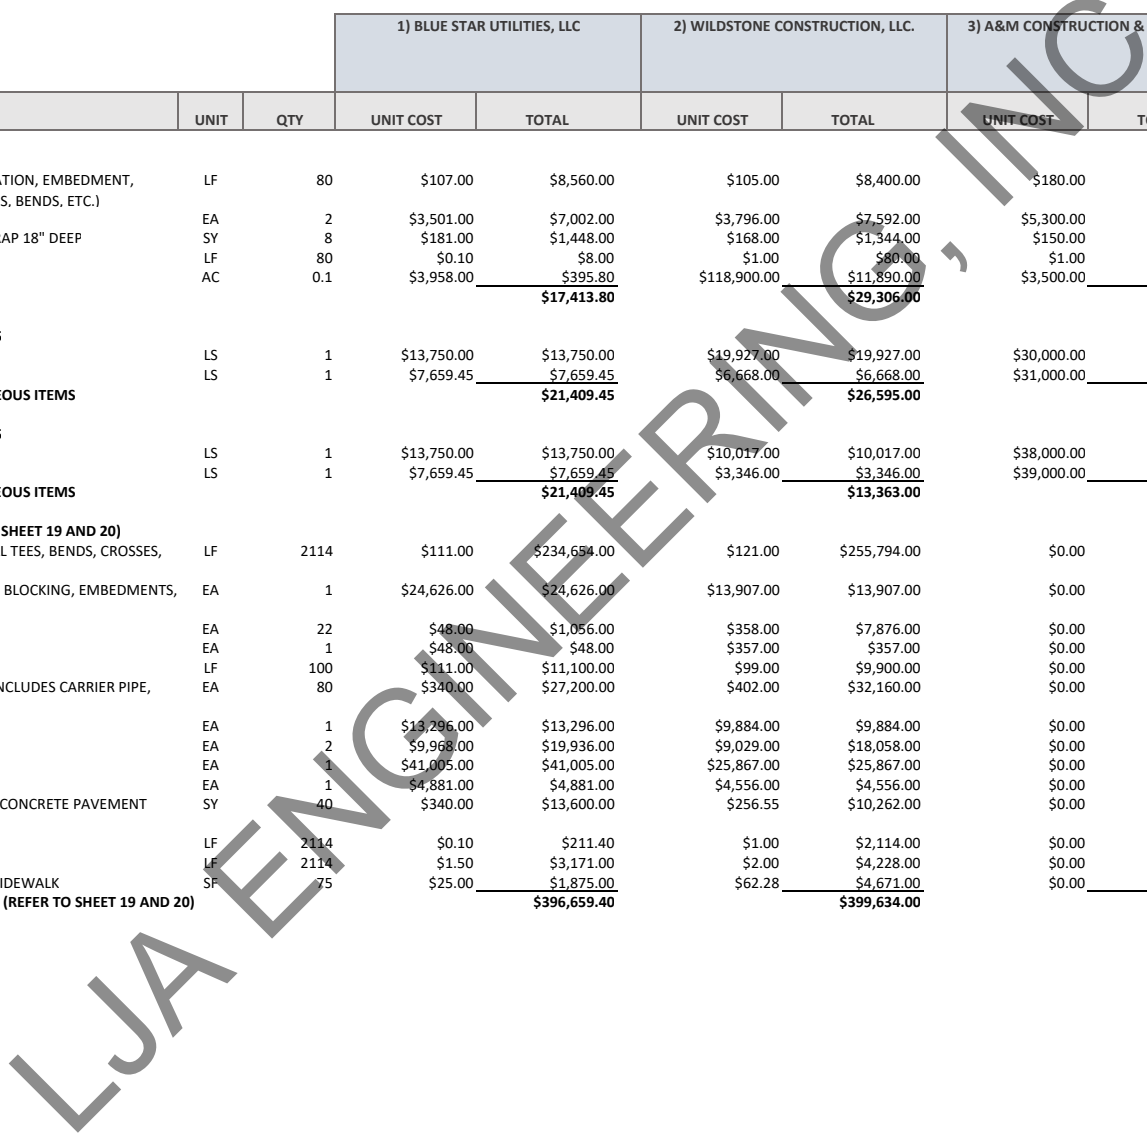 1) BLUE STAR UTILITIES, LLC 2) WILDSTONE CONSTRUCTION, LLC. 3) A&M CONSTRUCTION &
UNIT QTY UNIT COST TOTAL UNIT COST TOTAL UNIT COST
ATION, EMBEDMENT, LF 80 $107.00 $8,560.00 $105.00 $8,400.00 $180.00
S, BENDS, ETC.)
EA 2 $3,501.00 $7,002.00 $3,796.00 $7,592.00 $5,300.00
RAP 18" DEEP SY 8 $181.00 $1,448.00 $168.00 $1,344.00 $150.00
LF 80 $0.10 $8.00 $1.00 $80.00 $1.00
AC 0.1 $3,958.00 $395.80 $118,900.00 $11,890.00 $3,500.00
$17,413.80 $29,306.00
LS 1 $13,750.00 $13,750.00 $19,927.00 $19,927.00 $30,000.00
LS 1 $7,659.45 $7,659.45 $6,668.00 $6,668.00 $31,000.00
EOUS ITEMS $21,409.45 $26,595.00
LS 1 $13,750.00 $13,750.00 $10,017.00 $10,017.00 $38,000.00
LS 1 $7,659.45 $7,659.45 $3,346.00 $3,346.00 $39,000.00
EOUS ITEMS $21,409.45 $13,363.00
SHEET 19 AND 20)
L TEES, BENDS, CROSSES, LF 2114 $111.00 $234,654.00 $121.00 $255,794.00 $0.00
BLOCKING, EMBEDMENTS, EA 1 $24,626.00 $24,626.00 $13,907.00 $13,907.00 $0.00
EA 22 $48.00 $1,056.00 $358.00 $7,876.00 $0.00
EA 1 $48.00 $48.00 $357.00 $357.00 $0.00
LF 100 $111.00 $11,100.00 $99.00 $9,900.00 $0.00
NCLUDES CARRIER PIPE, EA 80 $340.00 $27,200.00 $402.00 $32,160.00 $0.00
EA 1 $13,296.00 $13,296.00 $9,884.00 $9,884.00 $0.00
EA 2 $9,968.00 $19,936.00 $9,029.00 $18,058.00 $0.00
EA 1 $41,005.00 $41,005.00 $25,867.00 $25,867.00 $0.00
EA 1 $4,881.00 $4,881.00 $4,556.00 $4,556.00 $0.00
CONCRETE PAVEMENT SY 40 $340.00 $13,600.00 $256.55 $10,262.00 $0.00
LF 2114 $0.10 $211.40 $1.00 $2,114.00 $0.00
LF 2114 $1.50 $3,171.00 $2.00 $4,228.00 $0.00
IDEWALK SF 75 $25.00 $1,875.00 $62.28 $4,671.00 $0.00
(REFER TO SHEET 19 AND 20) $396,659.40 $399,634.00
LJA ENGINEERING, INC